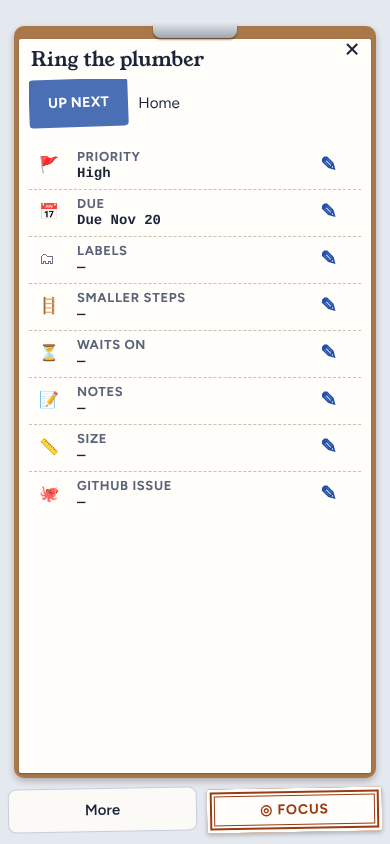 Ring the plumber
UP NEXT
Home
PRIORITY
High
DUE
Due Nov 20
LABELS
—
SMALLER STEPS
—
WAITS ON
—
NOTES
—
SIZE
—
GITHUB ISSUE
—
More
◎ FOCUS